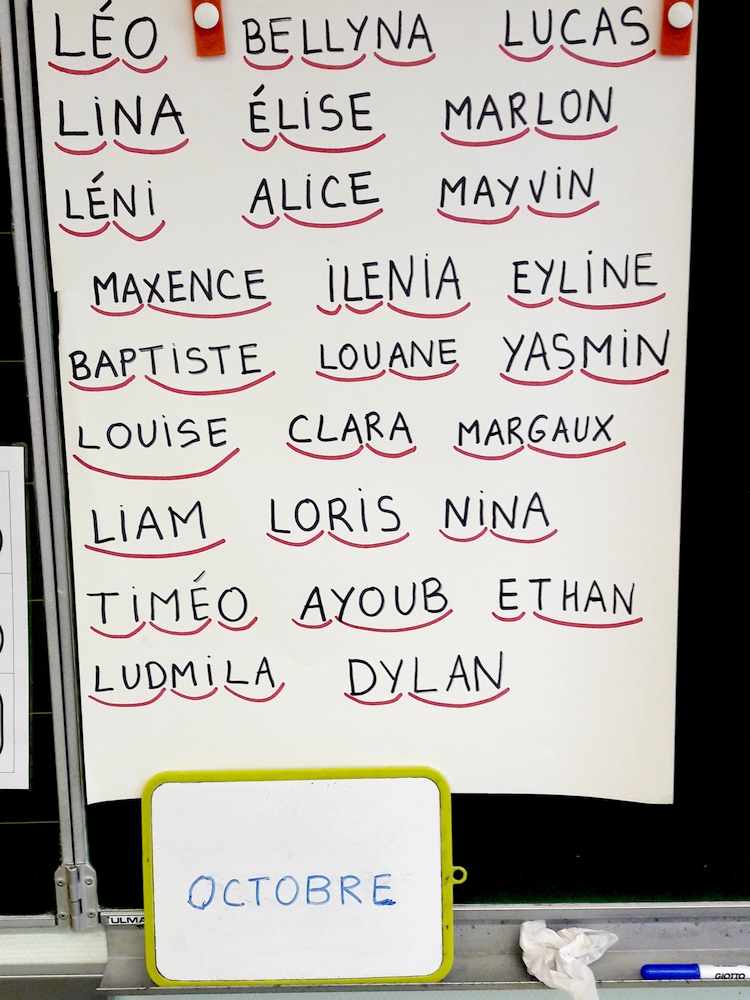 LÉO BELLYNA LUCAS
LiNA ÉLiSE MARLON
LÉNi ALiCE MAYViN
MAXENCE iLENiA EYLiNE
BAPTiSTE LOUANE YASMiN
LOUiSE CLARA MARGAUX
LiAM LORiS NiNA
TiMÉO AYOUB ETHAN
LUDMiLA DYLAN
OCTOBRE
ULMA
GIOTTO